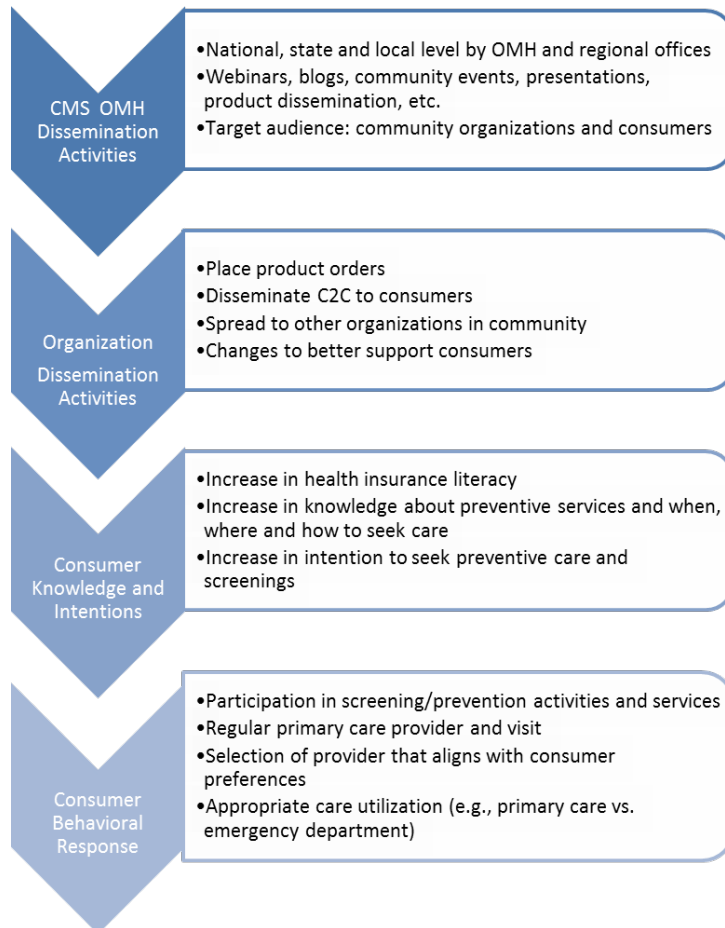 CMS OMH
Dissemination
Activities
•National, state and local level by OMH and regional offices
•Webinars, blogs, community events, presentations,
product dissemination, etc.
•Target audience: community organizations and consumers
Organization
Dissemination
Activities
•Place product orders
•Disseminate C2C to consumers
•Spread to other organizations in community
•Changes to better support consumers
Consumer
Knowledge and
Intentions
•Increase in health insurance literacy
•Increase in knowledge about preventive services and when,
where and how to seek care
•Increase in intention to seek preventive care and
screenings
Consumer
Behavioral
Response
•Participation in screening/prevention activities and services
•Regular primary care provider and visit
•Selection of provider that aligns with consumer
preferences
•Appropriate care utilization (e.g., primary care vs.
emergency department)